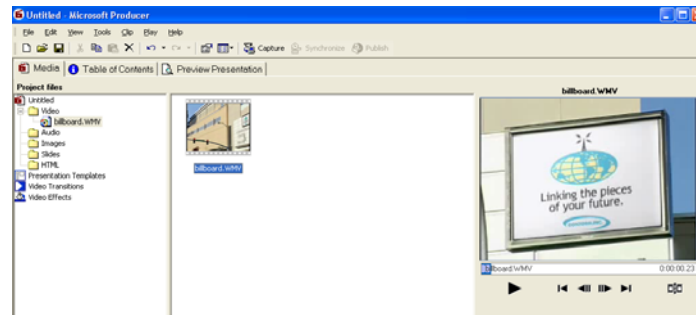 Untitled - Microsoft Producer
File Edit View Tools Clip Play Help
Capture Synchronize Publish
Media Table of Contents Preview Presentation
Project files
Untitled
Video
billboard.WMV
Audio
Images
Slides
HTML
Presentation Templates
Video Transitions
Video Effects
billboard.WMV
billboard.WMV
Linking the pieces
of your future.
billboard.WMV 0:00:00.23